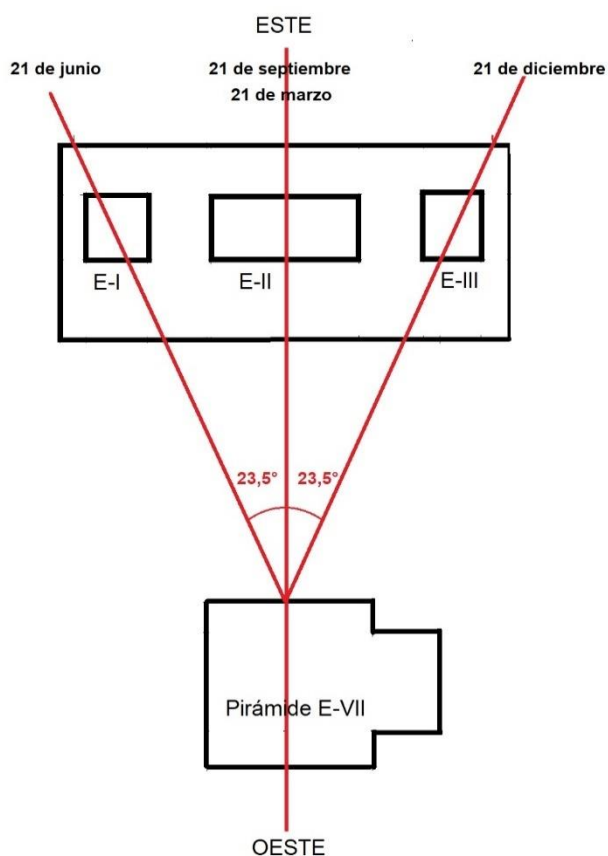 ESTE
21 de junio
21 de septiembre
21 de marzo
21 de diciembre
E-I
E-II
E-III
23,5°
23,5°
Pirámide E-VII
OESTE